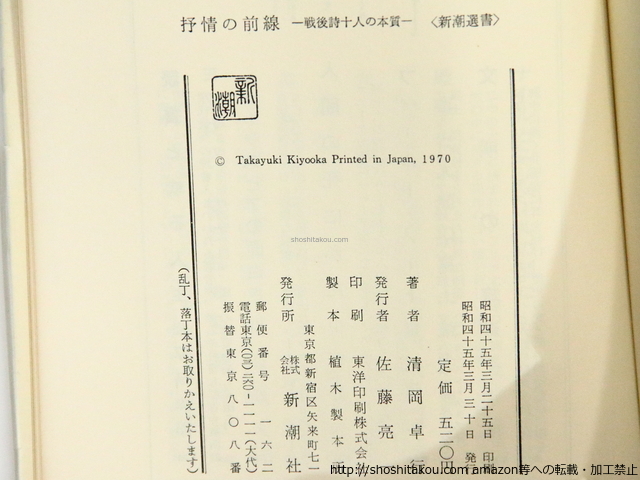 抒情の前線 ―戦後詩十人の本質― 〈新潮選書〉
新潮
© Takayuki Kiyooka Printed in Japan, 1970
shoshitakou.com
昭和四十五年三月二十五日 印刷
昭和四十五年三月三十日 発行
定価 五二〇円
著者 清岡卓行
発行者 佐藤亮
印刷 東洋印刷株式会社
製本 植木製本
東京都新宿区矢来町七一
発行所 株式会社 新潮社
郵便番号 一六二
電話東京(〇三)二六〇―一一一一(大代)
振替東京八〇八番
(乱丁、落丁本はお取りかえいたします)
http://shoshitakou.com amazon等への転載・加工禁止